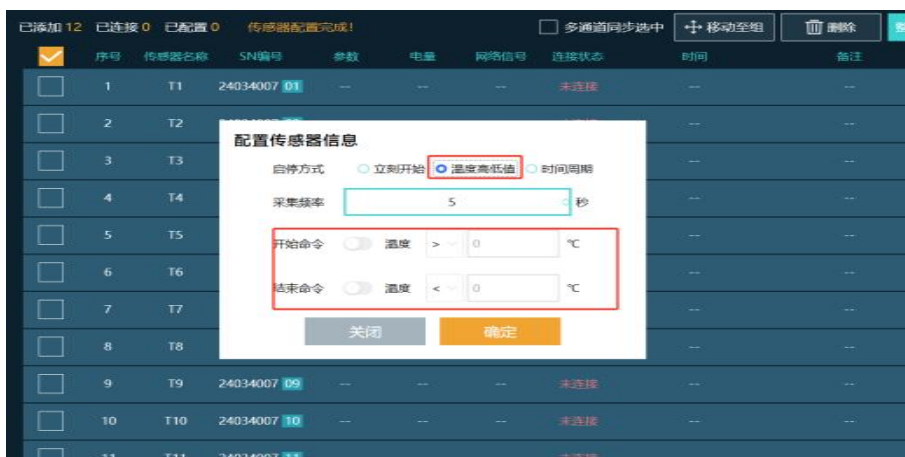 已添加 12 已连接 0 已配置 0 传感器配置完成! 多通道同步选中 移动至组 删除
序号 传感器名称 SN编号 参数 电量 网络信号 连接状态 时间 备注
1 T1 24034007 01 -- -- -- 未连接 -- --
2 T2 -- --
配置传感器信息
3 T3 -- --
启停方式 立刻开始 温度高低值 时间周期
4 T4 -- --
采集频率 5 秒
5 T5 -- --
开始命令 温度 > 0 ℃
6 T6 -- --
结束命令 温度 < 0 ℃
7 T7 -- --
关闭 确定
8 T8 -- --
9 T9 24034007 09 -- -- -- 未连接 -- --
10 T10 24034007 10 -- -- -- 未连接 -- --
11 T11 24034007 11